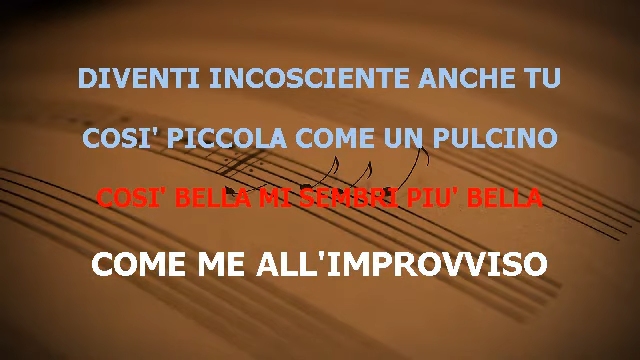 DIVENTI INCOSCIENTE ANCHE TU
COSI' PICCOLA COME UN PULCINO
COSI' BELLA MI SEMBRI PIU' BELLA
COME ME ALL'IMPROVVISO